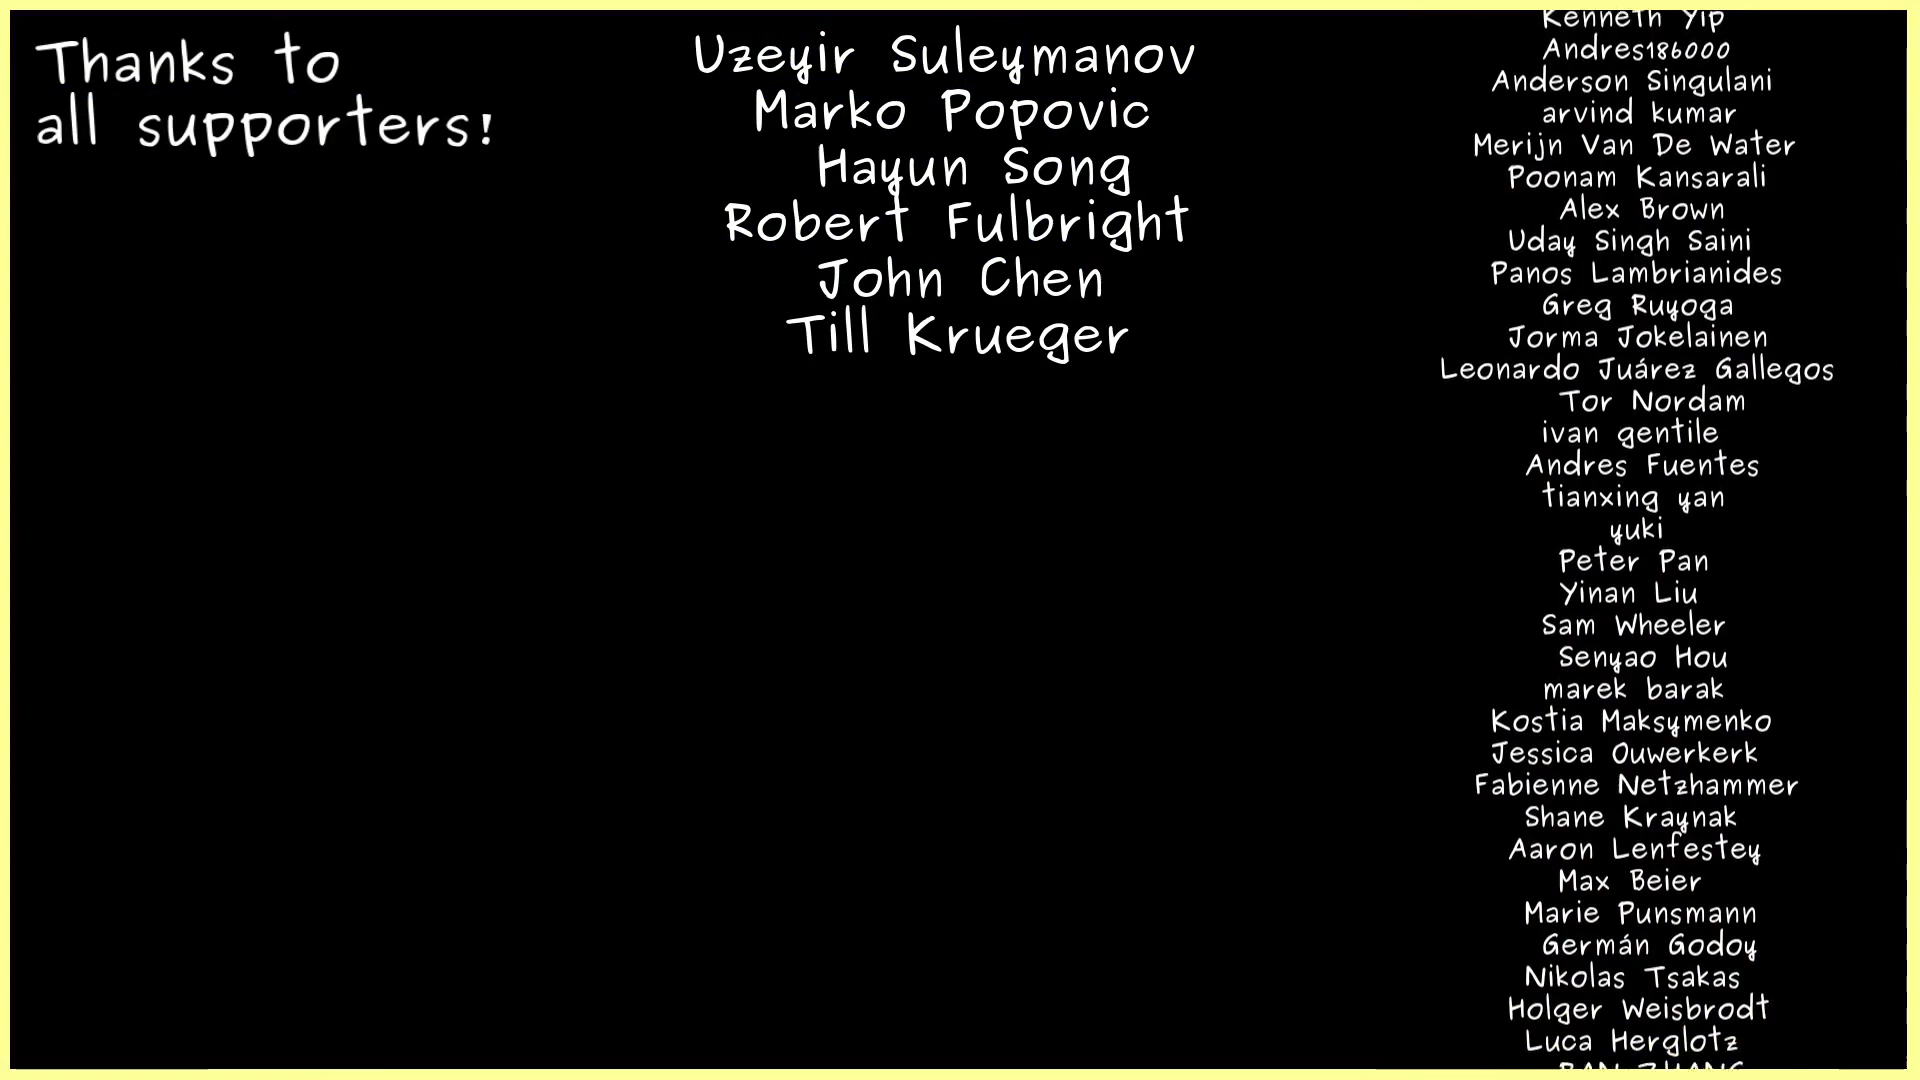 Thanks to
all supporters!
Uzeyir Suleymanov
Marko Popovic
Hayun Song
Robert Fulbright
John Chen
Till Krueger
Kenneth Yip
Andres186000
Anderson Singulani
arvind kumar
Merijn Van De Water
Poonam Kansarali
Alex Brown
Uday Singh Saini
Panos Lambrianides
Greg Ruyoga
Jorma Jokelainen
Leonardo Juárez Gallegos
Tor Nordam
ivan gentile
Andres Fuentes
tianxing yan
yuki
Peter Pan
Yinan Liu
Sam Wheeler
Senyao Hou
marek barak
Kostia Maksymenko
Jessica Ouwerkerk
Fabienne Netzhammer
Shane Kraynak
Aaron Lenfestey
Max Beier
Marie Punsmann
Germán Godoy
Nikolas Tsakas
Holger Weisbrodt
Luca Herglotz